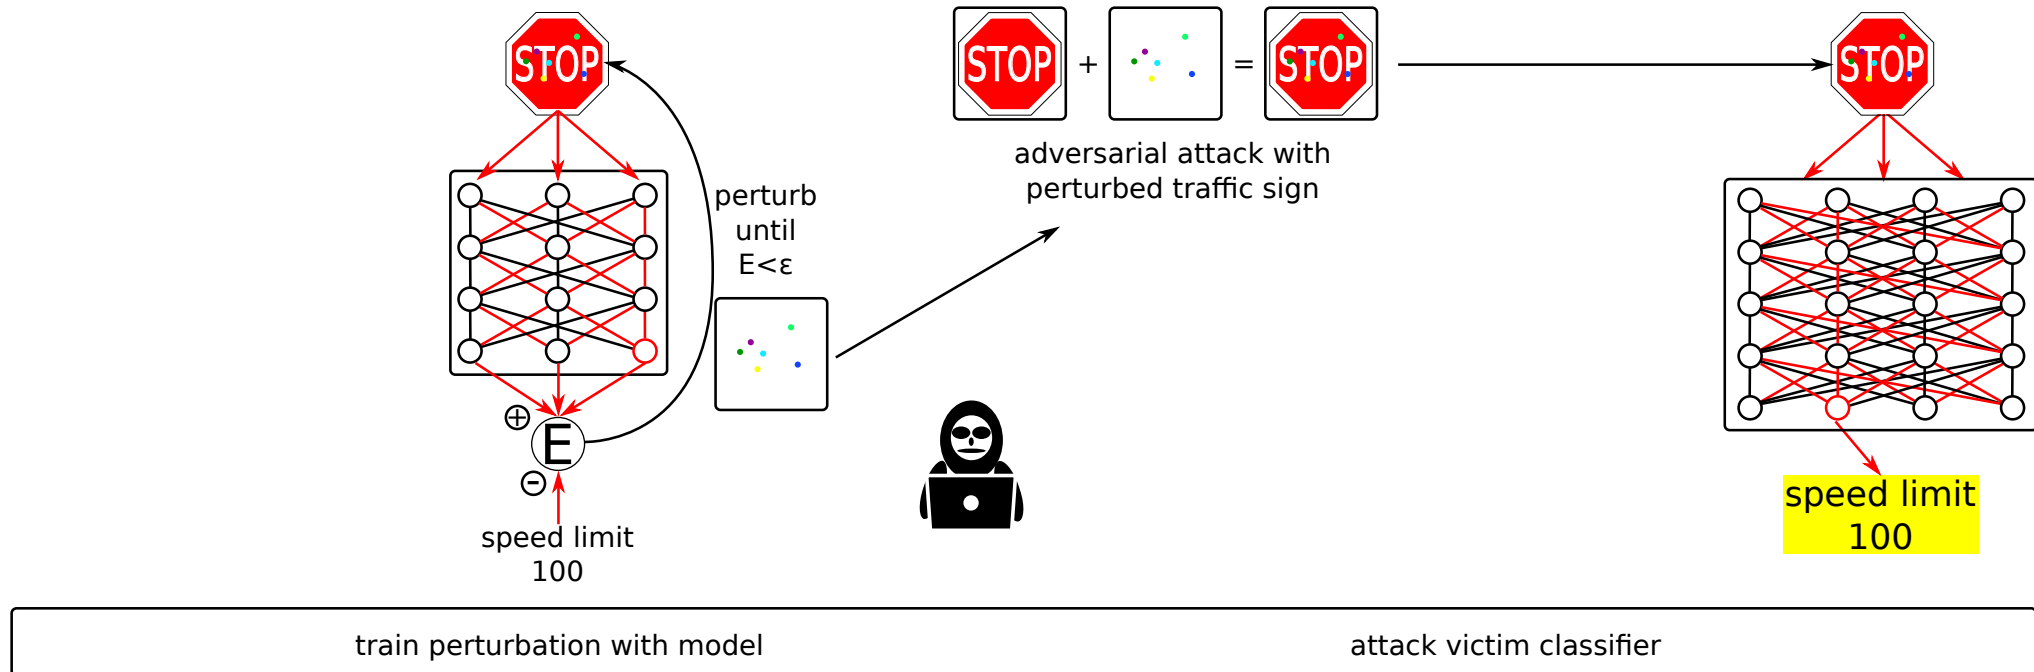 STOP
perturb
until
E<ε
+
E
-
speed limit
100
STOP + = STOP
adversarial attack with
perturbed traffic sign
STOP
speed limit
100
train perturbation with model
attack victim classifier